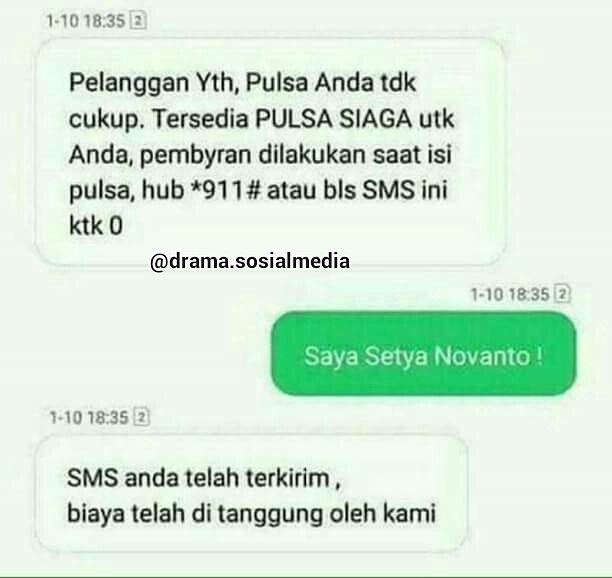 1-10 18:35 2
Pelanggan Yth, Pulsa Anda tdk
cukup. Tersedia PULSA SIAGA utk
Anda, pembyran dilakukan saat isi
pulsa, hub *911# atau bls SMS ini
ktk 0
@drama.sosialmedia
1-10 18:35 2
Saya Setya Novanto !
1-10 18:35 2
SMS anda telah terkirim ,
biaya telah di tanggung oleh kami